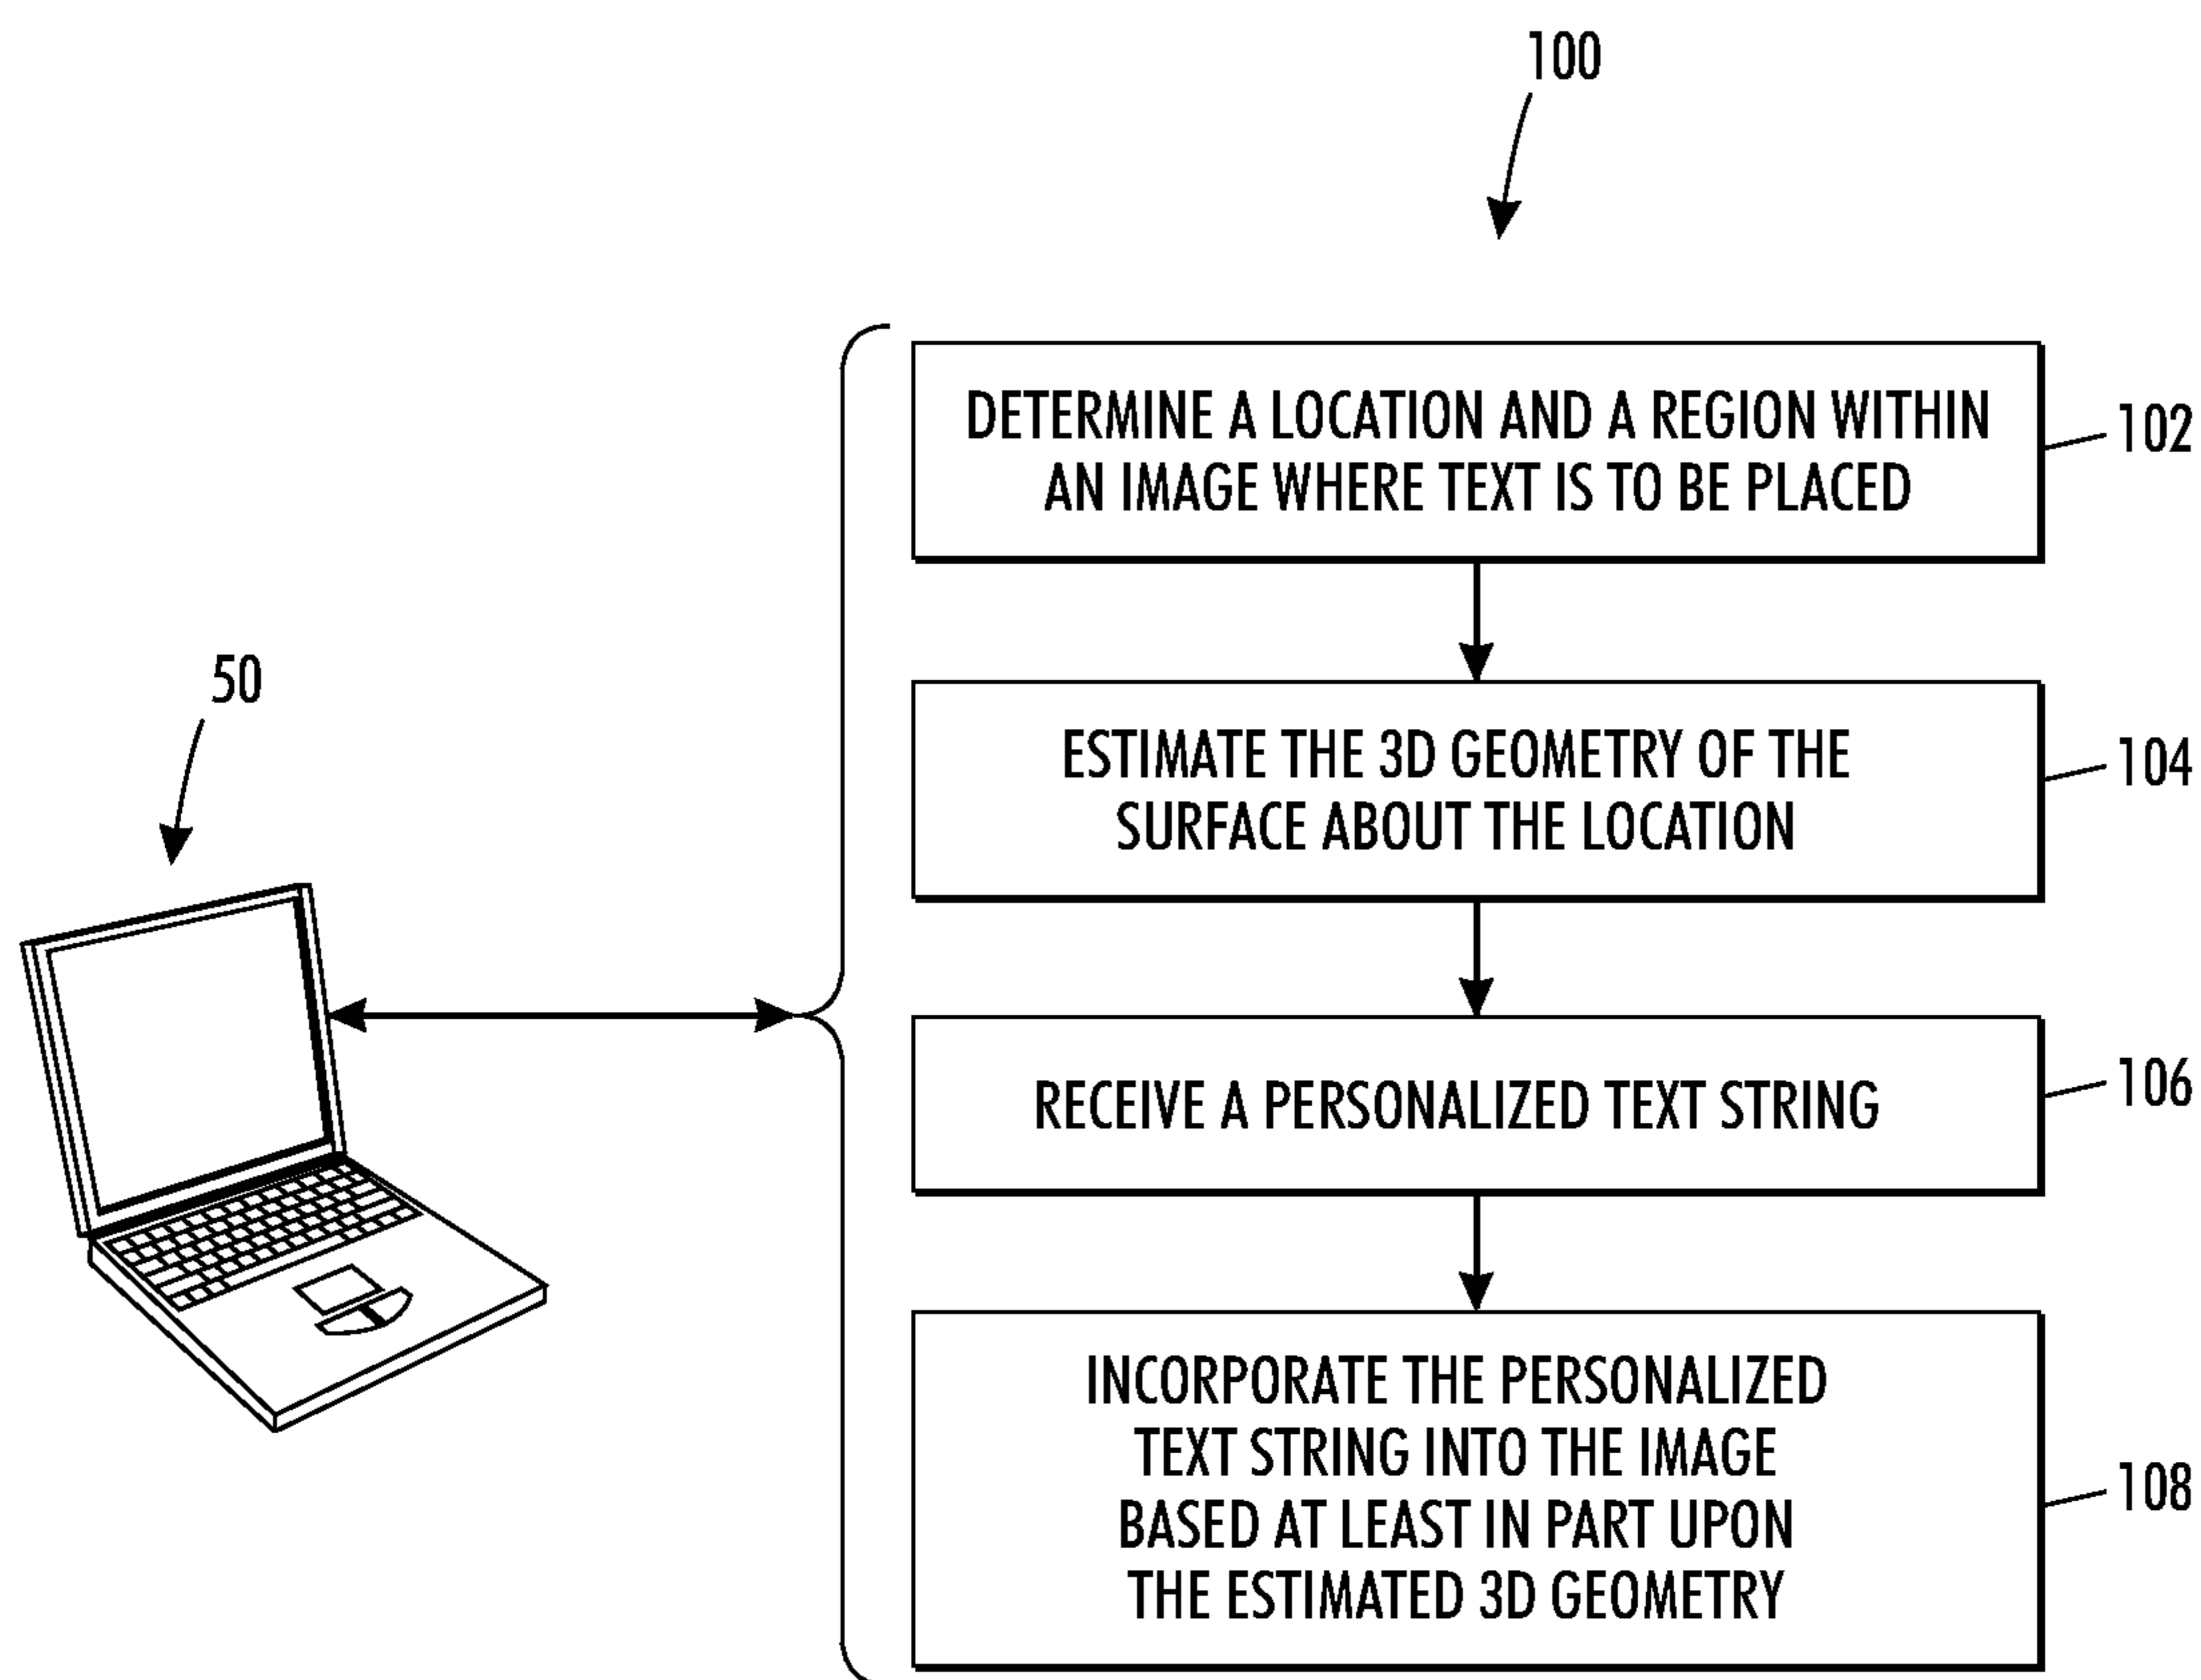 100
DETERMINE A LOCATION AND A REGION WITHIN
AN IMAGE WHERE TEXT IS TO BE PLACED
102
50
ESTIMATE THE 3D GEOMETRY OF THE
SURFACE ABOUT THE LOCATION
104
RECEIVE A PERSONALIZED TEXT STRING
106
INCORPORATE THE PERSONALIZED
TEXT STRING INTO THE IMAGE
BASED AT LEAST IN PART UPON
THE ESTIMATED 3D GEOMETRY
108